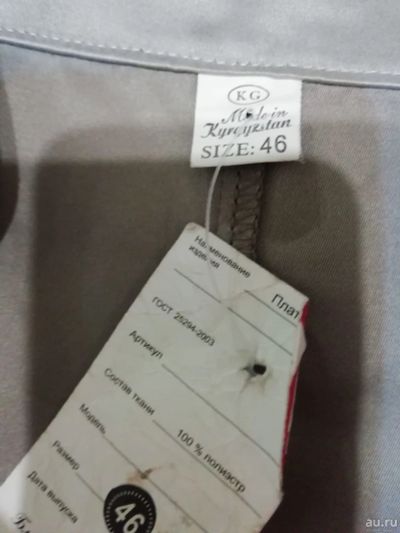 KG
Made in
Kyrgyzstan
SIZE: 46
Наименование
изделия
Плат
ГОСТ 25294-2003
Артикул
Состав ткани
100 % полиэстр
Модель
Размер
46
Дата выпуска
au.ru